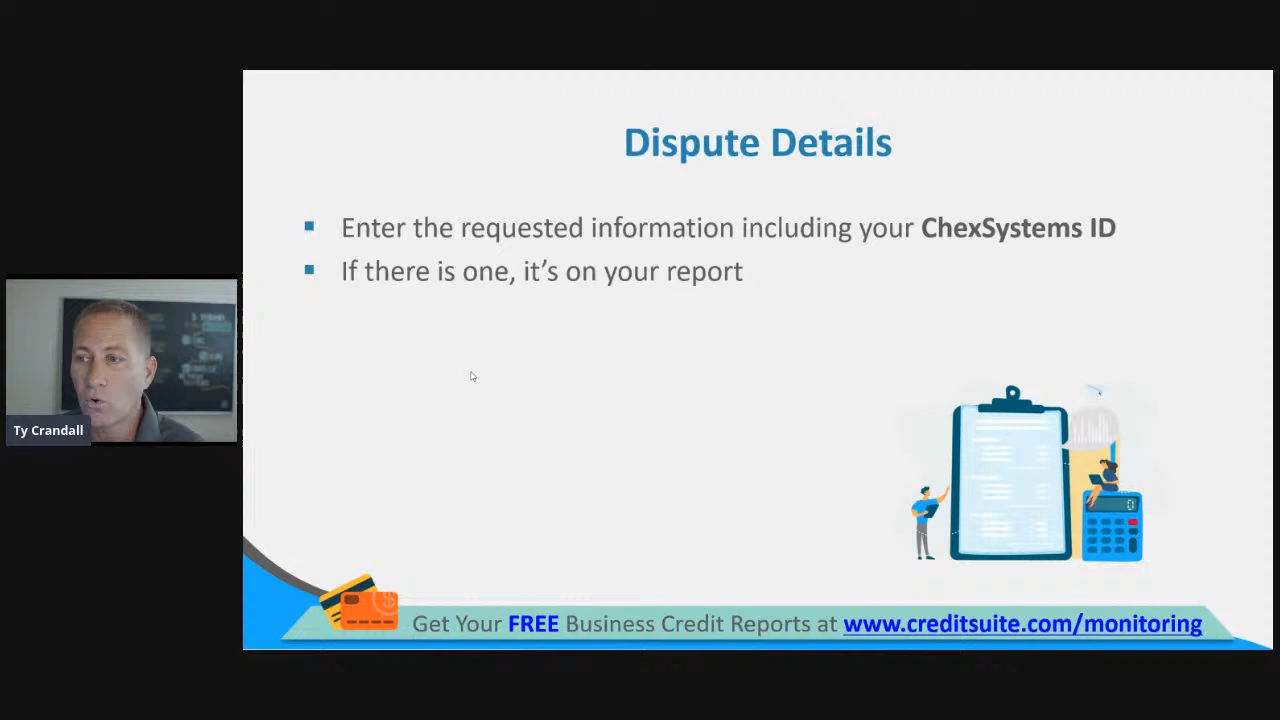 Dispute Details
Enter the requested information including your ChexSystems ID
If there is one, it's on your report
Ty Crandall
Get Your FREE Business Credit Reports at www.creditsuite.com/monitoring
0